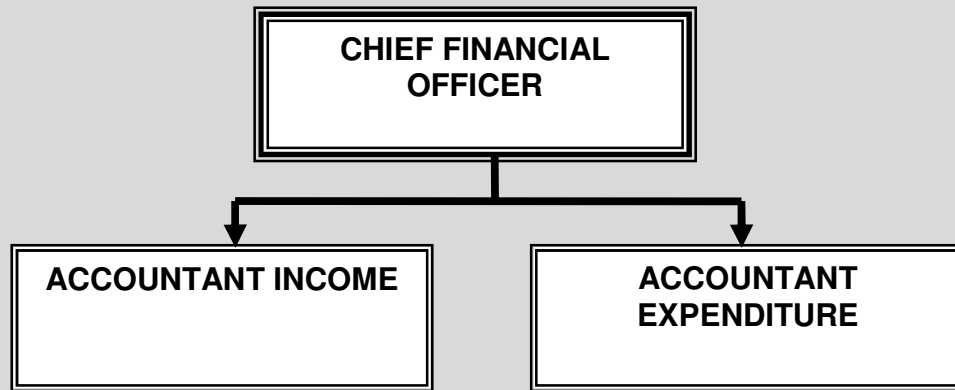 CHIEF FINANCIAL
OFFICER
ACCOUNTANT INCOME
ACCOUNTANT
EXPENDITURE